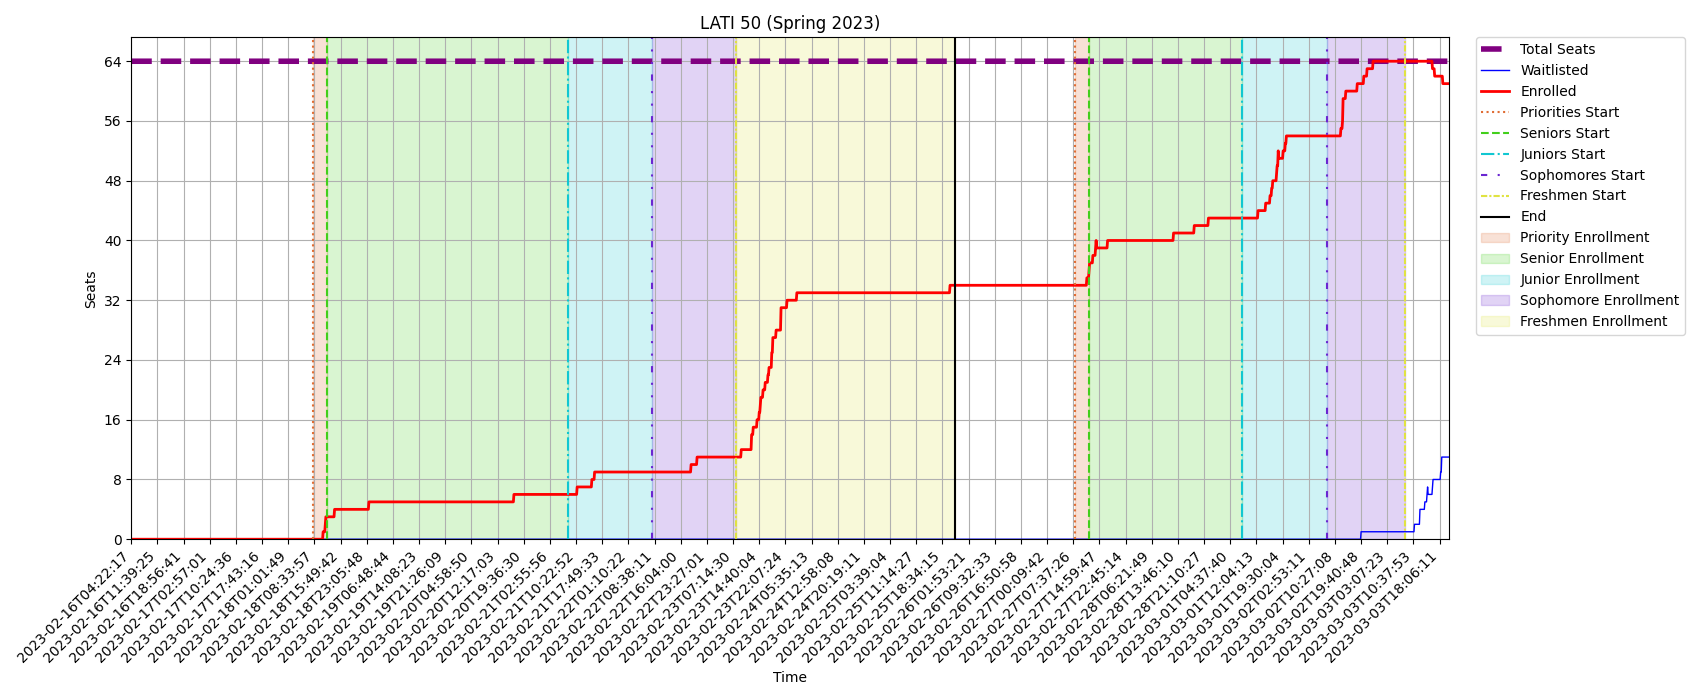 LATI 50 (Spring 2023)
Seats
64
56
48
40
32
24
16
8
0
2023-02-16T04:22:17
2023-02-16T11:39:25
2023-02-16T18:56:41
2023-02-17T02:57:01
2023-02-17T10:24:36
2023-02-17T17:43:16
2023-02-18T01:01:49
2023-02-18T08:33:57
2023-02-18T15:49:42
2023-02-18T23:05:48
2023-02-19T06:48:44
2023-02-19T14:08:23
2023-02-19T21:26:09
2023-02-20T04:58:50
2023-02-20T12:17:03
2023-02-20T19:36:30
2023-02-21T02:55:56
2023-02-21T10:22:52
2023-02-21T17:49:33
2023-02-22T01:10:22
2023-02-22T08:38:11
2023-02-22T16:04:00
2023-02-22T23:27:01
2023-02-23T07:14:30
2023-02-23T14:40:04
2023-02-23T22:07:24
2023-02-24T05:35:13
2023-02-24T12:58:08
2023-02-24T20:19:11
2023-02-25T03:39:04
2023-02-25T11:14:27
2023-02-25T18:34:15
2023-02-26T01:53:21
2023-02-26T09:32:33
2023-02-26T16:50:58
2023-02-27T00:09:42
2023-02-27T07:37:26
2023-02-27T14:59:47
2023-02-27T22:45:14
2023-02-28T06:21:49
2023-02-28T13:46:10
2023-02-28T21:10:27
2023-03-01T04:37:40
2023-03-01T12:04:13
2023-03-01T19:30:04
2023-03-02T02:53:11
2023-03-02T10:27:08
2023-03-02T19:40:48
2023-03-03T03:07:23
2023-03-03T10:37:53
2023-03-03T18:06:11
Time
Total Seats
Waitlisted
Enrolled
Priorities Start
Seniors Start
Juniors Start
Sophomores Start
Freshmen Start
End
Priority Enrollment
Senior Enrollment
Junior Enrollment
Sophomore Enrollment
Freshmen Enrollment